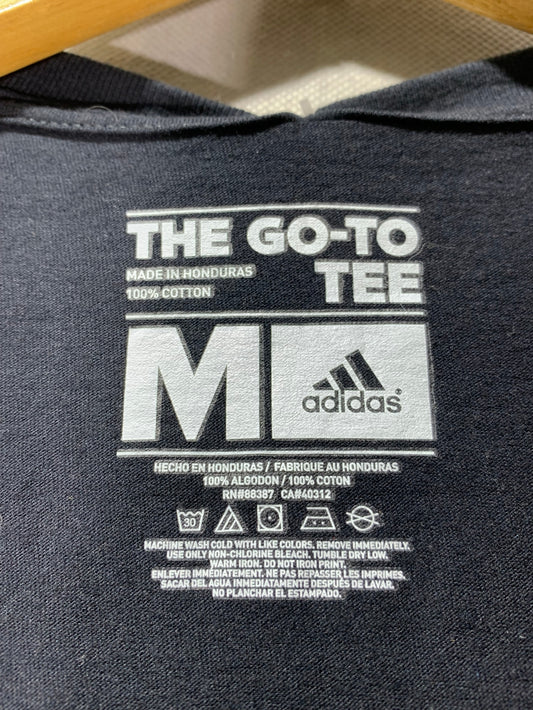 THE GO-TO
TEE
MADE IN HONDURAS
100% COTTON
M
adidas®
HECHO EN HONDURAS / FABRIQUE AU HONDURAS
100% ALGODON / 100% COTON
RN#88387 CA#40312
30
MACHINE WASH COLD WITH LIKE COLORS. REMOVE IMMEDIATELY.
USE ONLY NON-CHLORINE BLEACH. TUMBLE DRY LOW.
WARM IRON. DO NOT IRON PRINT.
ENLEVER IMMÉDIATEMENT. NE PAS REPASSER LES IMPRIMÉS.
SACAR DEL AGUA INMEDIATAMENTE DESPUÉS DE LAVAR.
NO PLANCHAR EL ESTAMPADO.